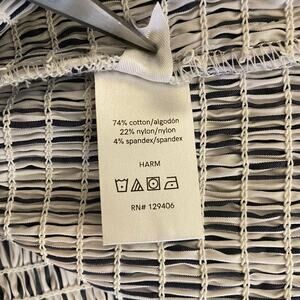 74% cotton/algodón
22% nylon/nylon
4% spandex/spandex
HARM
RN# 129406